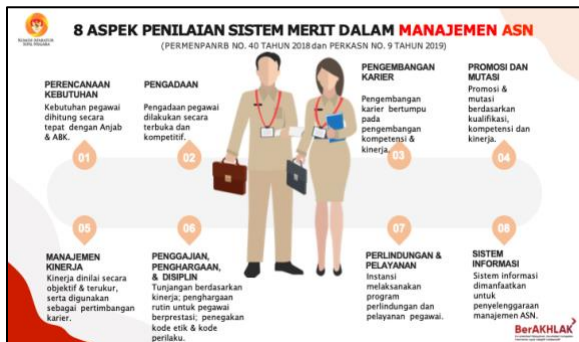 8 ASPEK PENILAIAN SISTEM MERIT DALAM MANAJEMEN ASN
(PERMENPANRB NO. 40 TAHUN 2018 dan PERKASN NO. 9 TAHUN 2019)
PERENCANAAN
KEBUTUHAN
Kebutuhan pegawai
dihitung secara
tepat dengan Anjab
& ABK.
01
PENGADAAN
Pengadaan pegawai
dilakukan secara
terbuka dan
kompetitif.
02
PENGEMBANGAN
KARIER
Pengembangan
karier bertumpu
pada
pengembangan
kompetensi &
kinerja.
03
PROMOSI DAN
MUTASI
Promosi &
mutasi
berdasarkan
kualifikasi,
kompetensi dan
kinerja.
04
05
MANAJEMEN
KINERJA
Kinerja dinilai secara
objektif & terukur,
serta digunakan
sebagai pertimbangan
karier.
06
PENGGAJIAN,
PENGHARGAAN,
& DISIPLIN
Tunjangan berdasarkan
kinerja; penghargaan
rutin untuk pegawai
berprestasi; penegakan
kode etik & kode
perilaku.
07
PERLINDUNGAN &
PELAYANAN
Instansi
melaksanakan
program
perlindungan dan
pelayanan pegawai.
08
SISTEM
INFORMASI
Sistem informasi
dimanfaatkan
untuk
penyelenggaraan
manajemen ASN.
BerAKHLAK